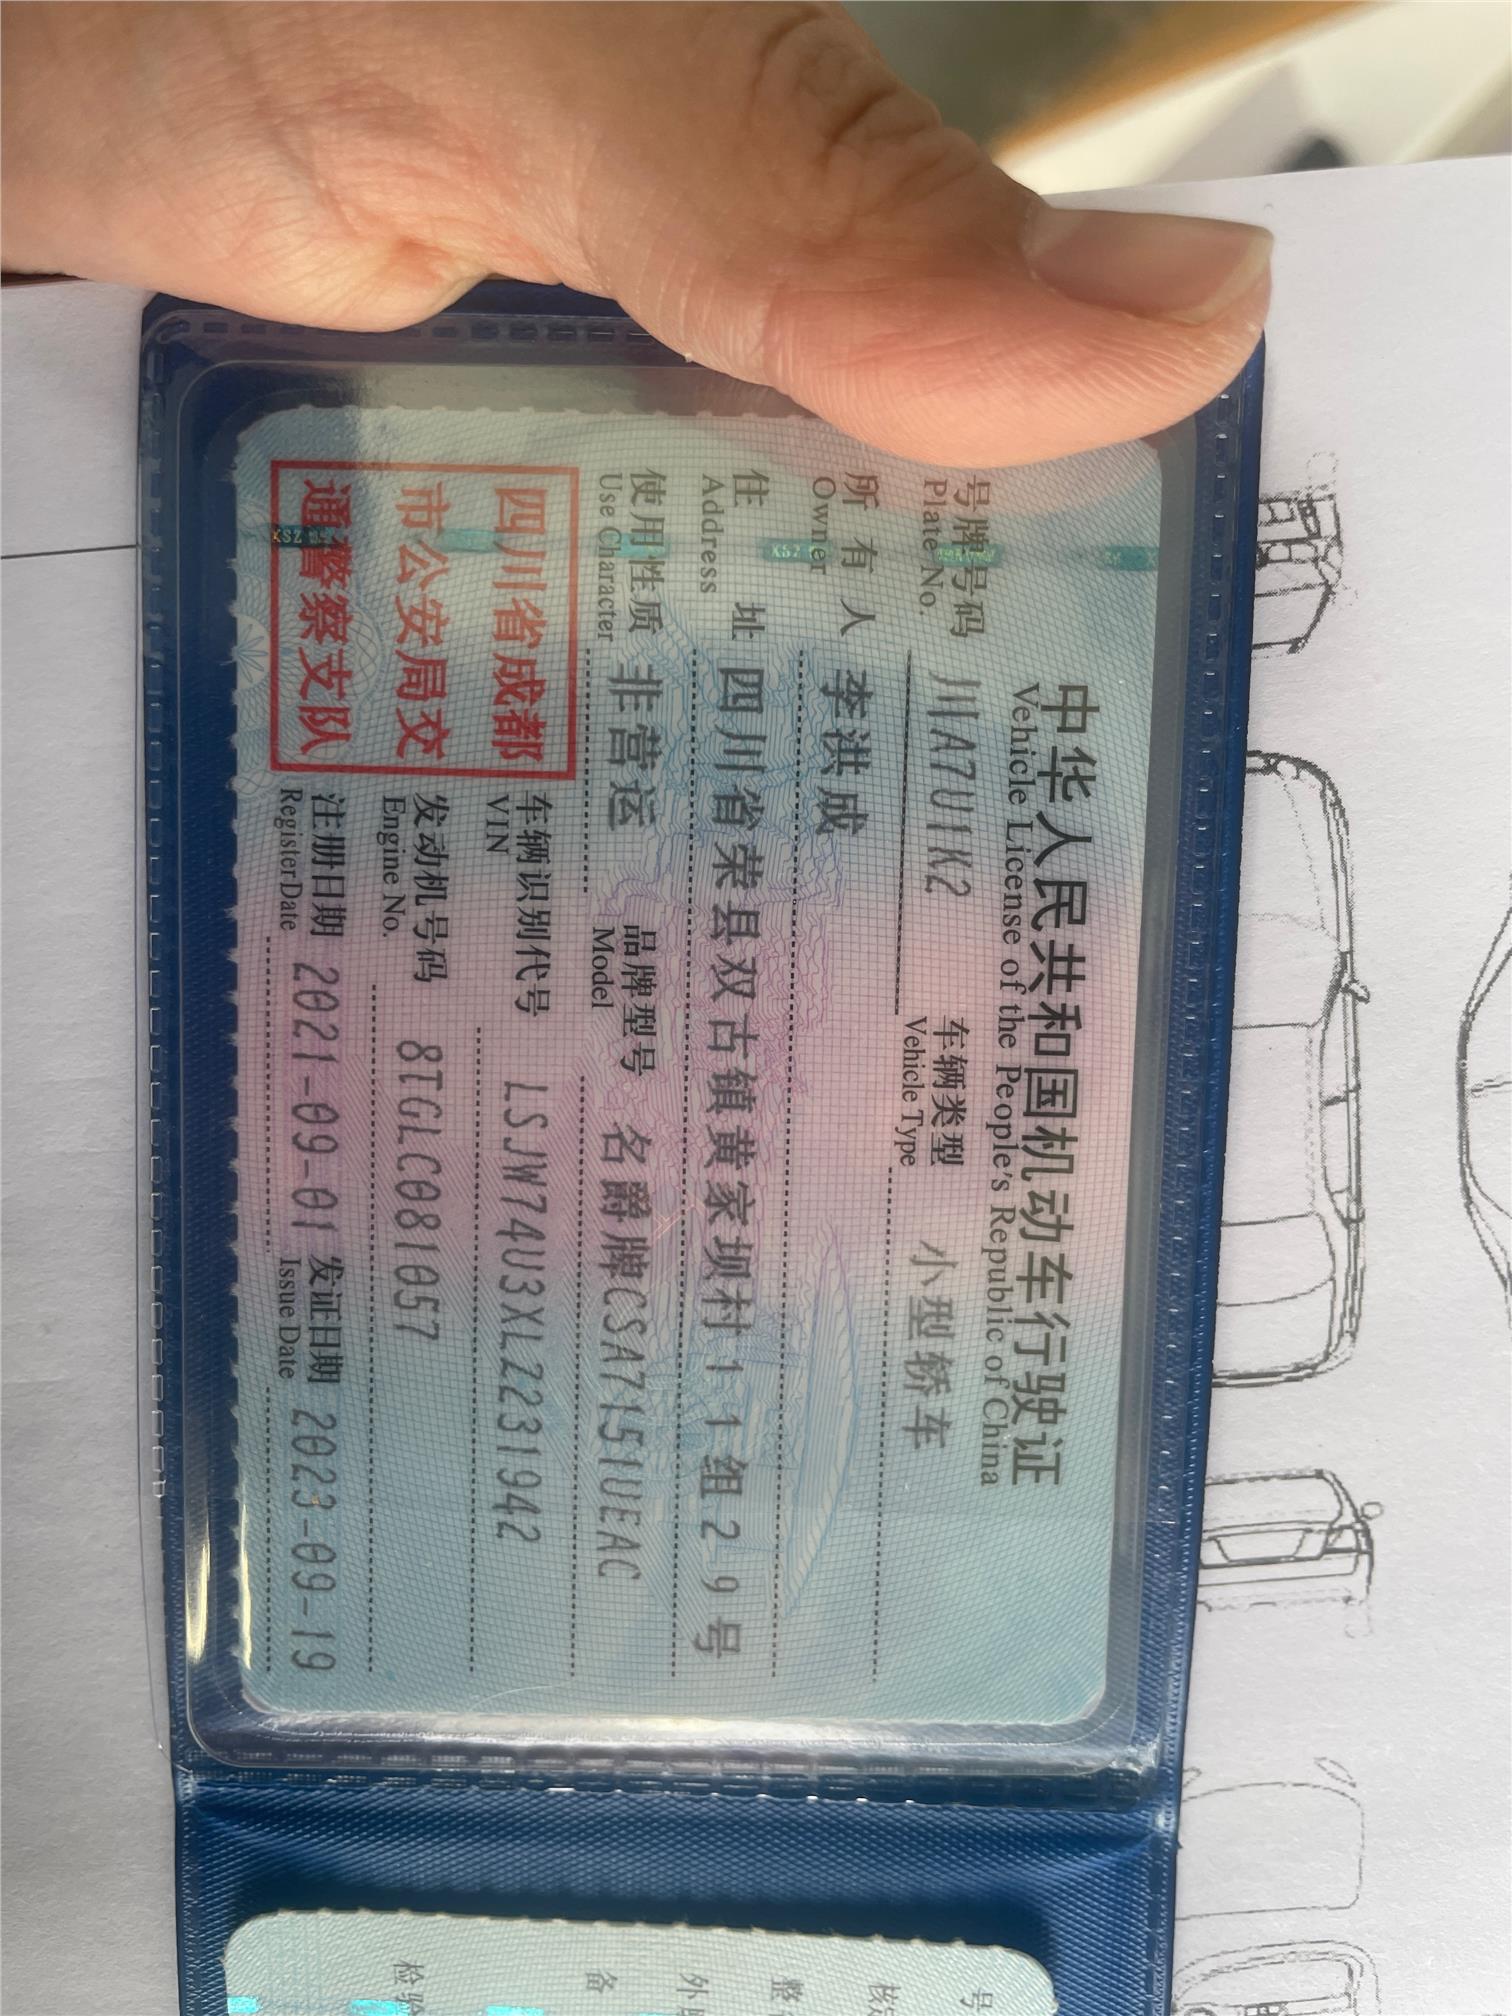 中华人民共和国机动车行驶证
Vehicle License of the People's Republic of China
号牌号码 川A7U1K2 车辆类型 小型轿车
Plate No. Vehicle Type
所有人 李洪成
Owner
住址 四川省荣县双古镇黄家坝村11组29号
Address
使用性质 非营运 品牌型号 名爵牌CSA7151UEAC
Use Character Model
四川省成都
市公安局交
通警察支队
车辆识别代号 LSJW74U3XLZ231942
VIN
发动机号码 8TGLC081057
Engine No.
注册日期 2021-09-01 发证日期 2023-09-19
Register Date Issue Date
号
核
整
外
备
检验